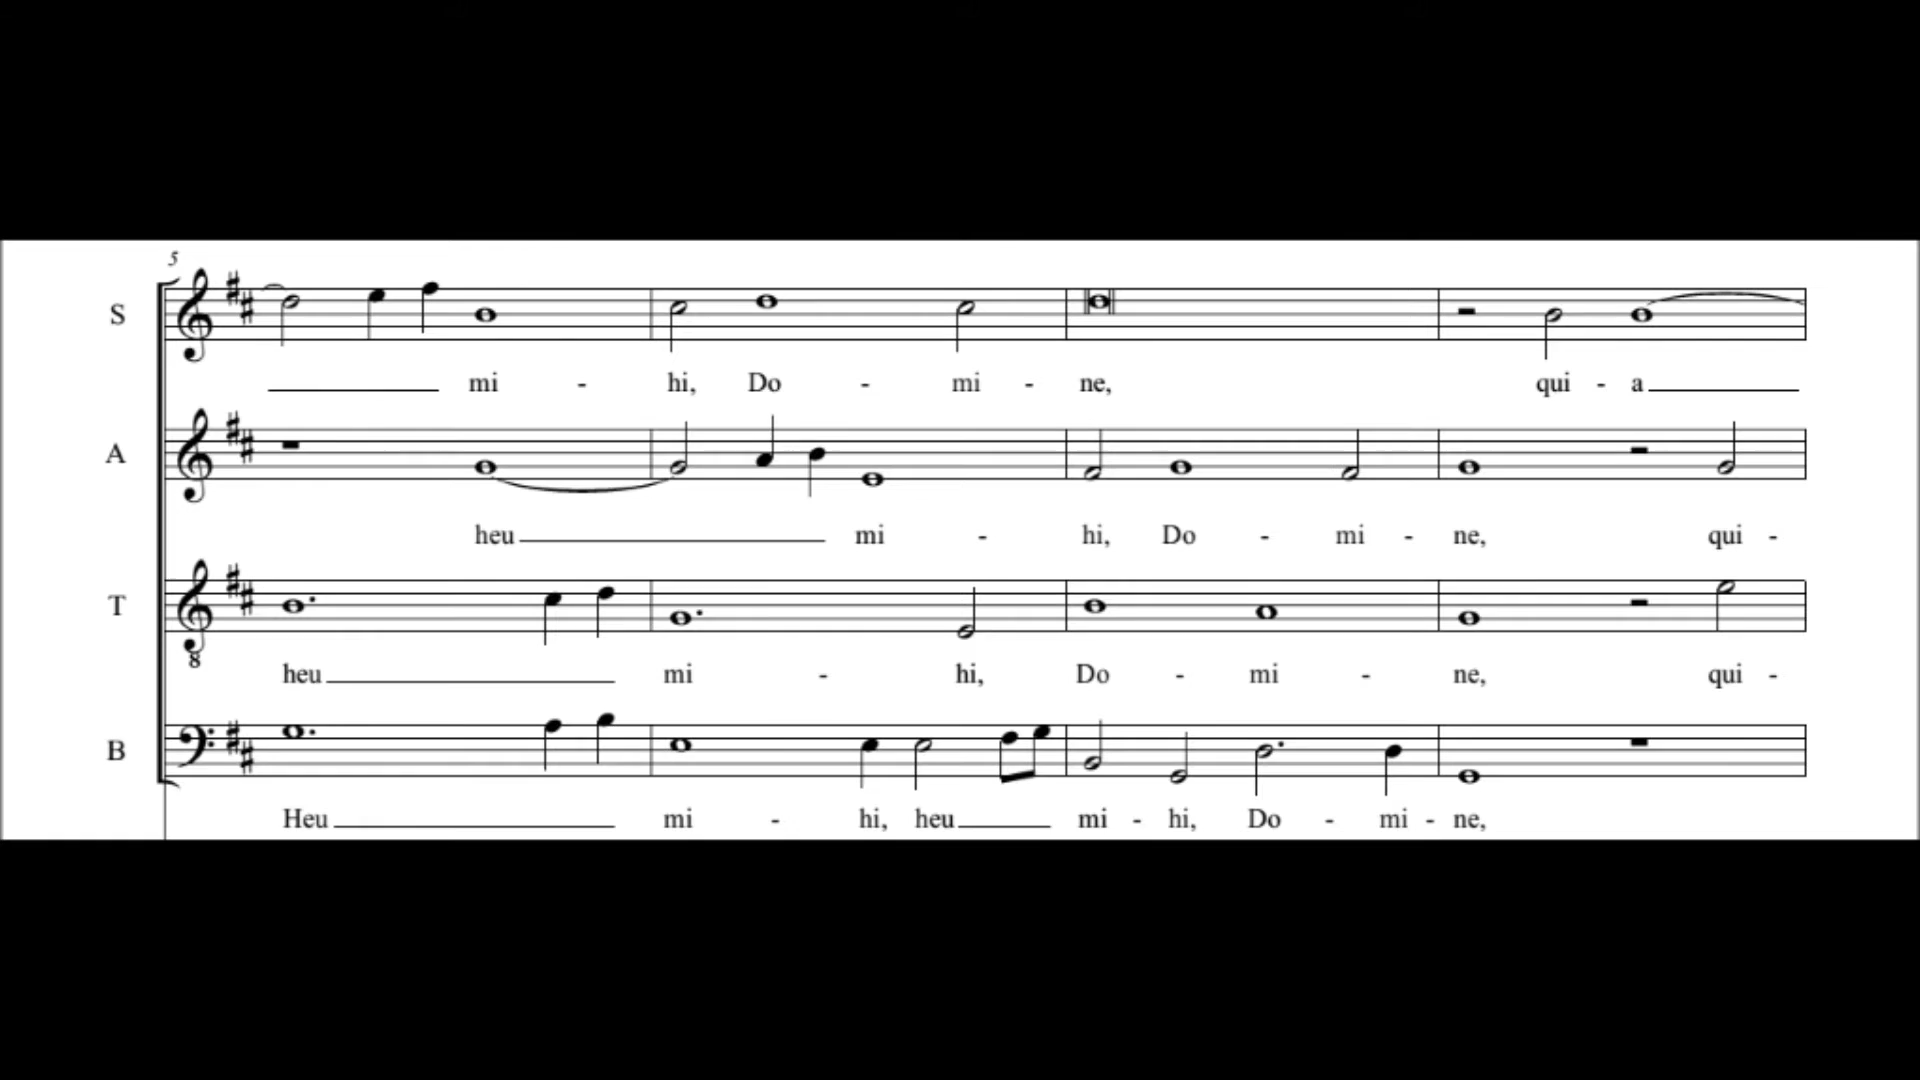 5
S
mi - hi, Do - mi - ne, qui - a
A
heu mi - hi, Do - mi - ne, qui -
T
8
heu mi - hi, Do - mi - ne, qui -
B
Heu mi - hi, heu mi - hi, Do - mi - ne,